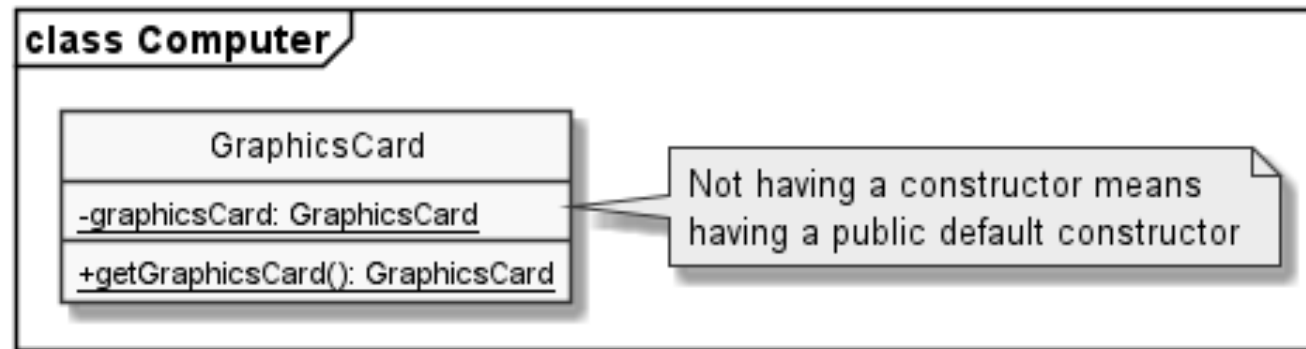 class Computer
GraphicsCard
-graphicsCard: GraphicsCard
+getGraphicsCard(): GraphicsCard
Not having a constructor means
having a public default constructor